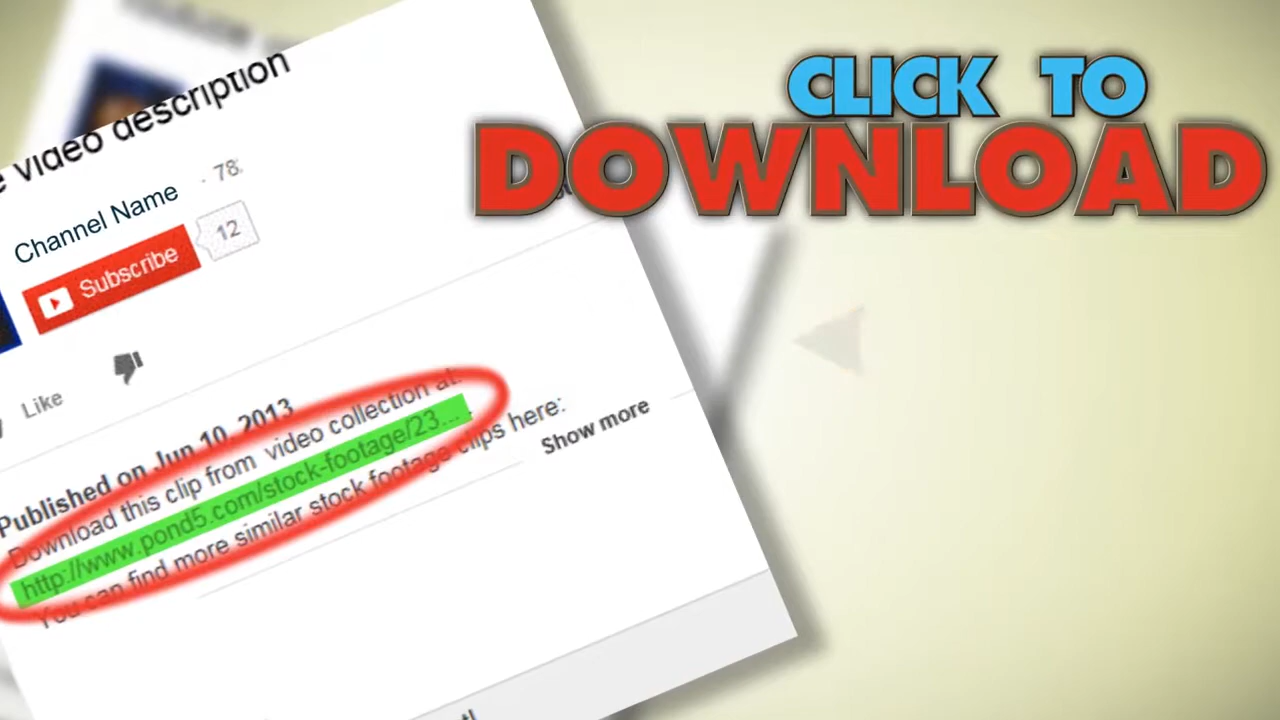 CLICK TO
DOWNLOAD
video description
Channel Name
Subscribe
12
Like
Published on Jun 10, 2013
Download this clip from video collection at:
http://www.pond5.com/stock-footage/23...
You can find more similar stock footage clips here:
Show more